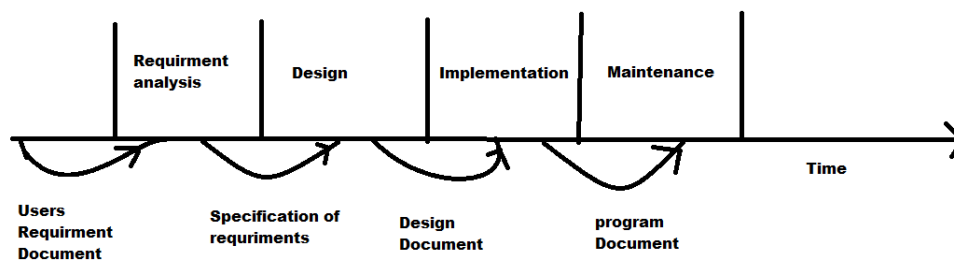 Requirment
analysis
Design
Implementation
Maintenance
Time
Users
Requirment
Document
Specification of
requriments
Design
Document
program
Document